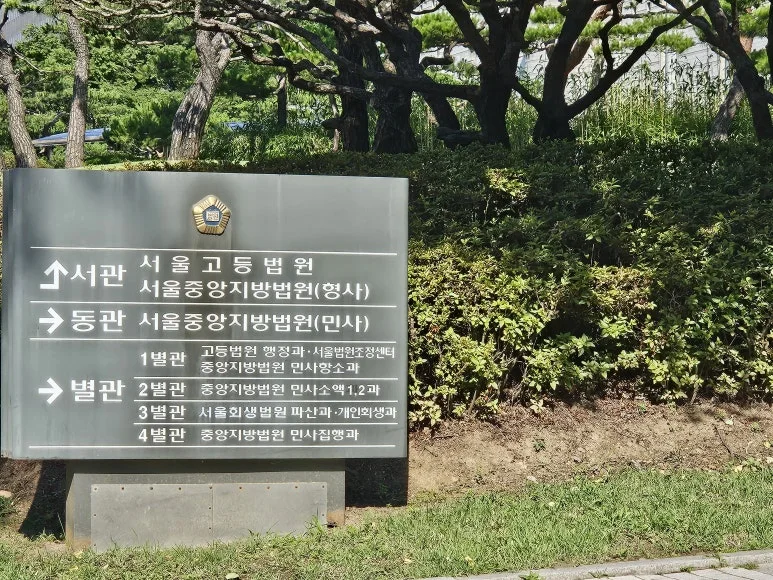 서관 서울고등법원
서울중앙지방법원(형사)
동관 서울중앙지방법원(민사)
별관
1별관 고등법원 행정과·서울법원조정센터
중앙지방법원 민사항소과
2별관 중앙지방법원 민사소액1,2과
3별관 서울회생법원 파산과·개인회생과
4별관 중앙지방법원 민사집행과